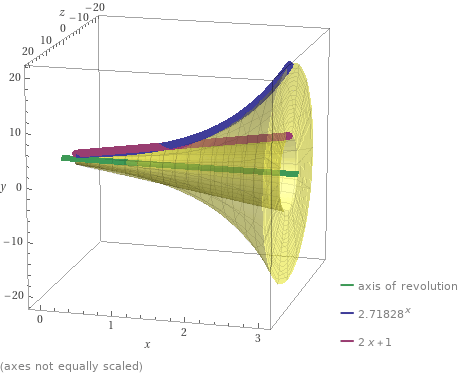 z
-20
-10
0
10
20
20
10
y
0
-10
-20
0
1
2
3
x
axis of revolution
2.71828^x
2 x + 1
(axes not equally scaled)